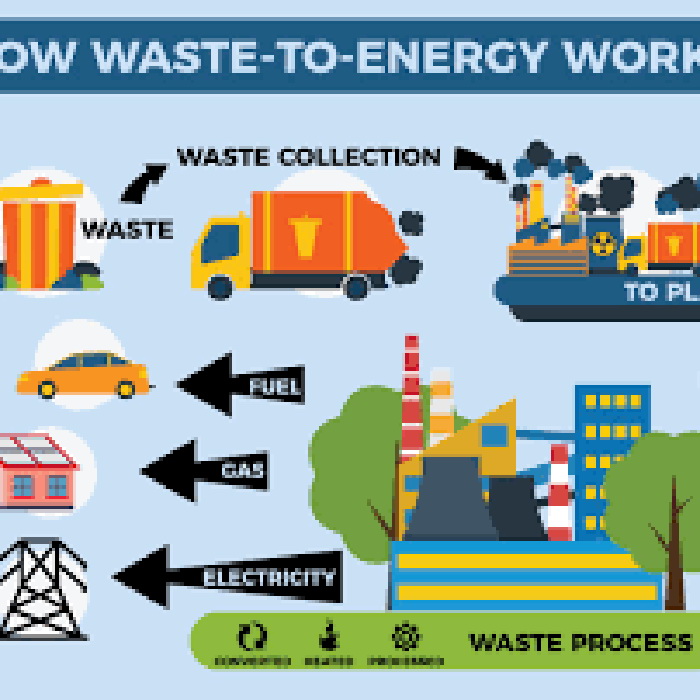 OW WASTE-TO-ENERGY WORK
WASTE COLLECTION
WASTE
TO PL
FUEL
GAS
ELECTRICITY
WASTE PROCESS
CONVERTED HEATED PROCESSED